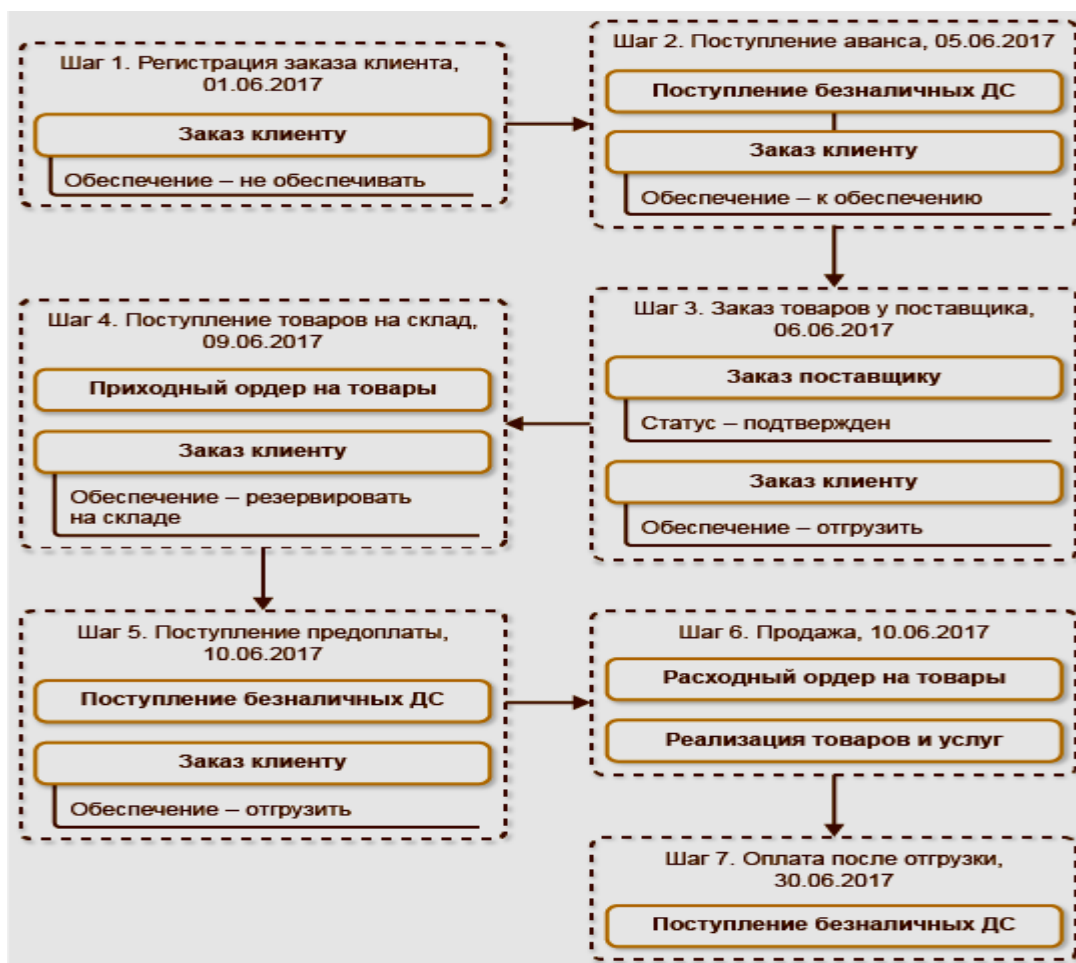 Шаг 1. Регистрация заказа клиента,
01.06.2017
Заказ клиенту
Обеспечение – не обеспечивать
Шаг 2. Поступление аванса, 05.06.2017
Поступление безналичных ДС
Заказ клиенту
Обеспечение – к обеспечению
Шаг 3. Заказ товаров у поставщика,
06.06.2017
Заказ поставщику
Статус – подтвержден
Заказ клиенту
Обеспечение – отгрузить
Шаг 4. Поступление товаров на склад,
09.06.2017
Приходный ордер на товары
Заказ клиенту
Обеспечение – резервировать
на складе
Шаг 5. Поступление предоплаты,
10.06.2017
Поступление безналичных ДС
Заказ клиенту
Обеспечение – отгрузить
Шаг 6. Продажа, 10.06.2017
Расходный ордер на товары
Реализация товаров и услуг
Шаг 7. Оплата после отгрузки,
30.06.2017
Поступление безналичных ДС